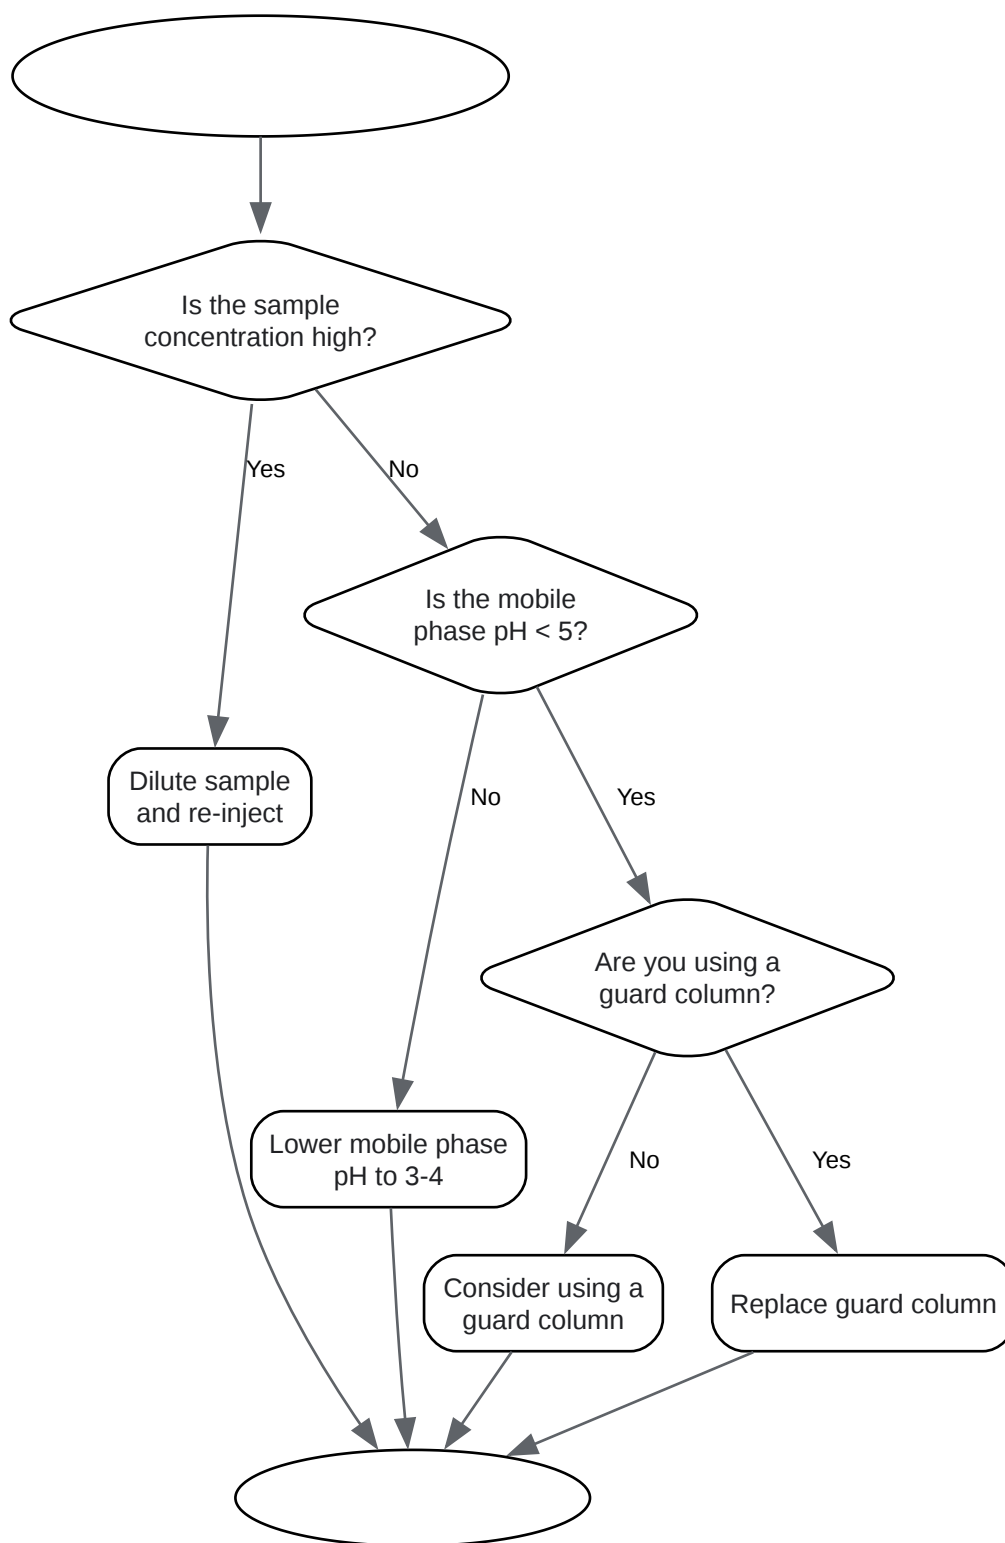 Is the sample
concentration high?
Yes
No
Is the mobile
phase pH < 5?
No
Yes
Dilute sample
and re-inject
Are you using a
guard column?
No
Yes
Lower mobile phase
pH to 3-4
Consider using a
guard column
Replace guard column